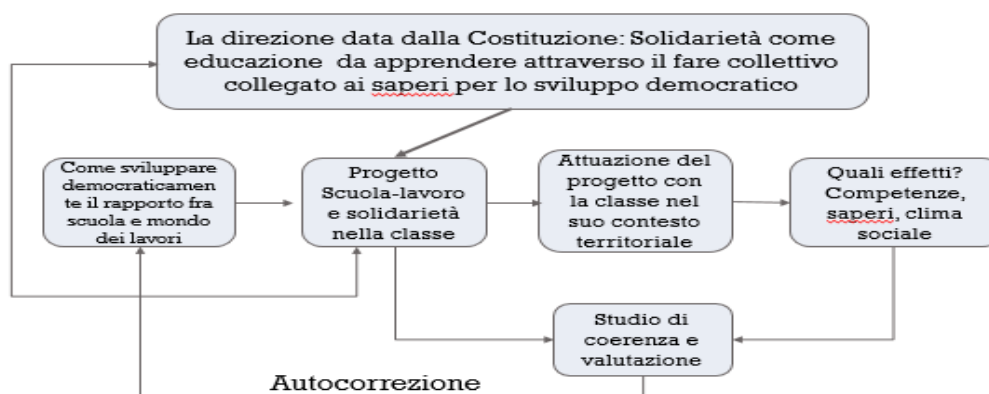 La direzione data dalla Costituzione: Solidarietà come
educazione da apprendere attraverso il fare collettivo
collegato ai saperi per lo sviluppo democratico
Come sviluppare
democraticamen
te il rapporto fra
scuola e mondo
dei lavori
Progetto
Scuola-lavoro
e solidarietà
nella classe
Attuazione del
progetto con
la classe nel
suo contesto
territoriale
Quali effetti?
Competenze,
saperi, clima
sociale
Studio di
coerenza e
valutazione
Autocorrezione